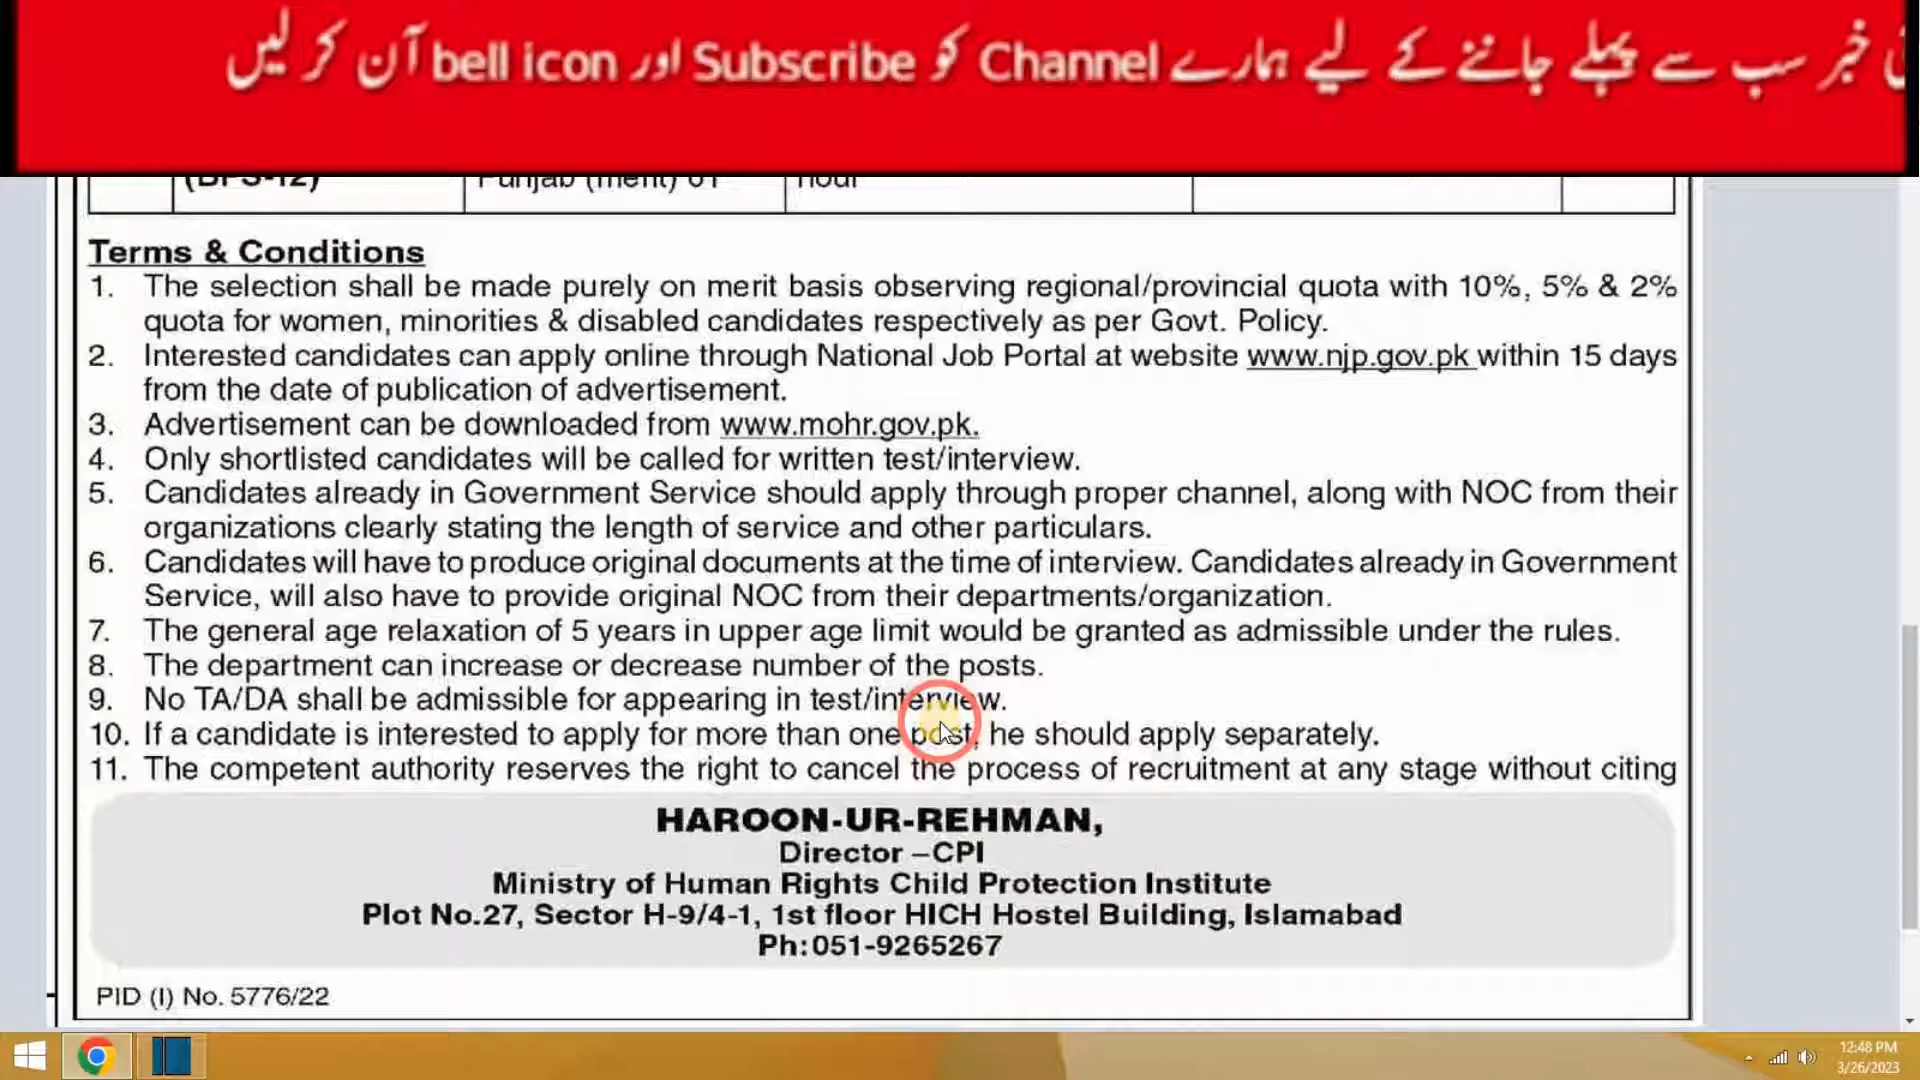 خبر سب سے پہلے جاننے کے لیے ہمارے Channel کو Subscribe اور bell icon آن کر لیں
(BPS-12) Punjab (merit) 01 hour
Terms & Conditions
1. The selection shall be made purely on merit basis observing regional/provincial quota with 10%, 5% & 2%
quota for women, minorities & disabled candidates respectively as per Govt. Policy.
2. Interested candidates can apply online through National Job Portal at website www.njp.gov.pk within 15 days
from the date of publication of advertisement.
3. Advertisement can be downloaded from www.mohr.gov.pk.
4. Only shortlisted candidates will be called for written test/interview.
5. Candidates already in Government Service should apply through proper channel, along with NOC from their
organizations clearly stating the length of service and other particulars.
6. Candidates will have to produce original documents at the time of interview. Candidates already in Government
Service, will also have to provide original NOC from their departments/organization.
7. The general age relaxation of 5 years in upper age limit would be granted as admissible under the rules.
8. The department can increase or decrease number of the posts.
9. No TA/DA shall be admissible for appearing in test/interview.
10. If a candidate is interested to apply for more than one post, he should apply separately.
11. The competent authority reserves the right to cancel the process of recruitment at any stage without citing
HAROON-UR-REHMAN,
Director –CPI
Ministry of Human Rights Child Protection Institute
Plot No.27, Sector H-9/4-1, 1st floor HICH Hostel Building, Islamabad
Ph:051-9265267
PID (I) No. 5776/22
12:48 PM
3/26/2023